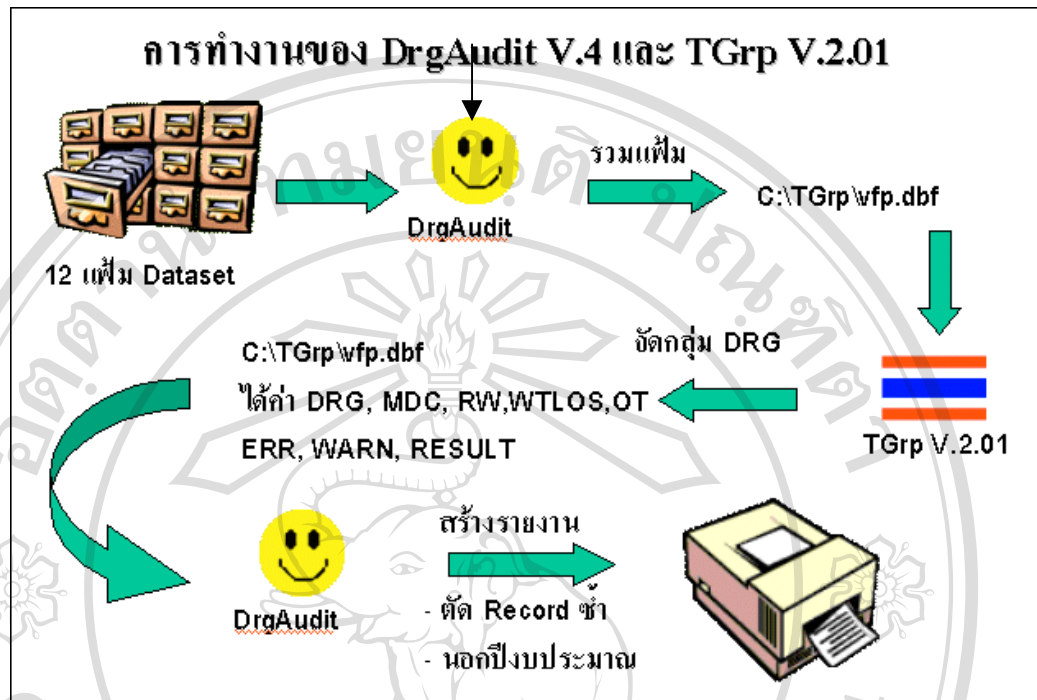 การทำงานของ DrgAudit V.4 และ TGrp V.2.01
รวมแฟ้ม
C:\TGrp\vfp.dbf
DrgAudit
12 แฟ้ม Dataset
จัดกลุ่ม DRG
C:\TGrp\vfp.dbf
ได้ค่า DRG, MDC, RW,WTLOS,OT
ERR, WARN, RESULT
TGrp V.2.01
สร้างรายงาน
DrgAudit
- ตัด Record ซ้ำ
- นอกปีงบประมาณ